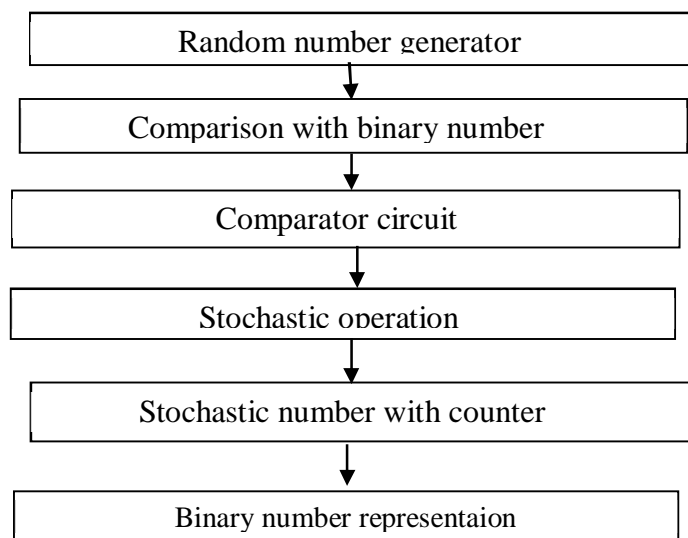 Random number generator
Comparison with binary number
Comparator circuit
Stochastic operation
Stochastic number with counter
Binary number representaion